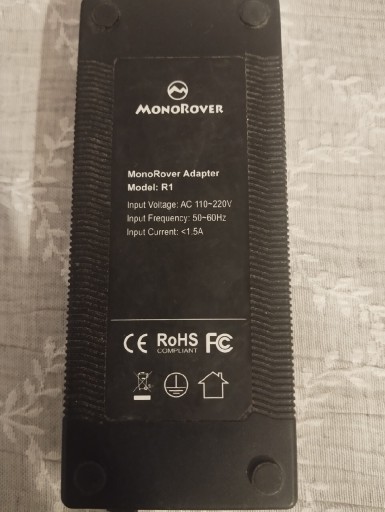 MONOROVER
MonoRover Adapter
Model: R1
Input Voltage: AC 110~220V
Input Frequency: 50~60Hz
Input Current: <1.5A
CE RoHS FC
COMPLIANT